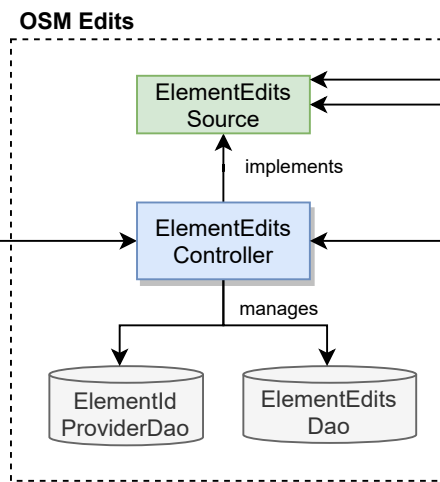 OSM Edits
ElementEdits
Source
implements
ElementEdits
Controller
manages
ElementId
ProviderDao
ElementEdits
Dao